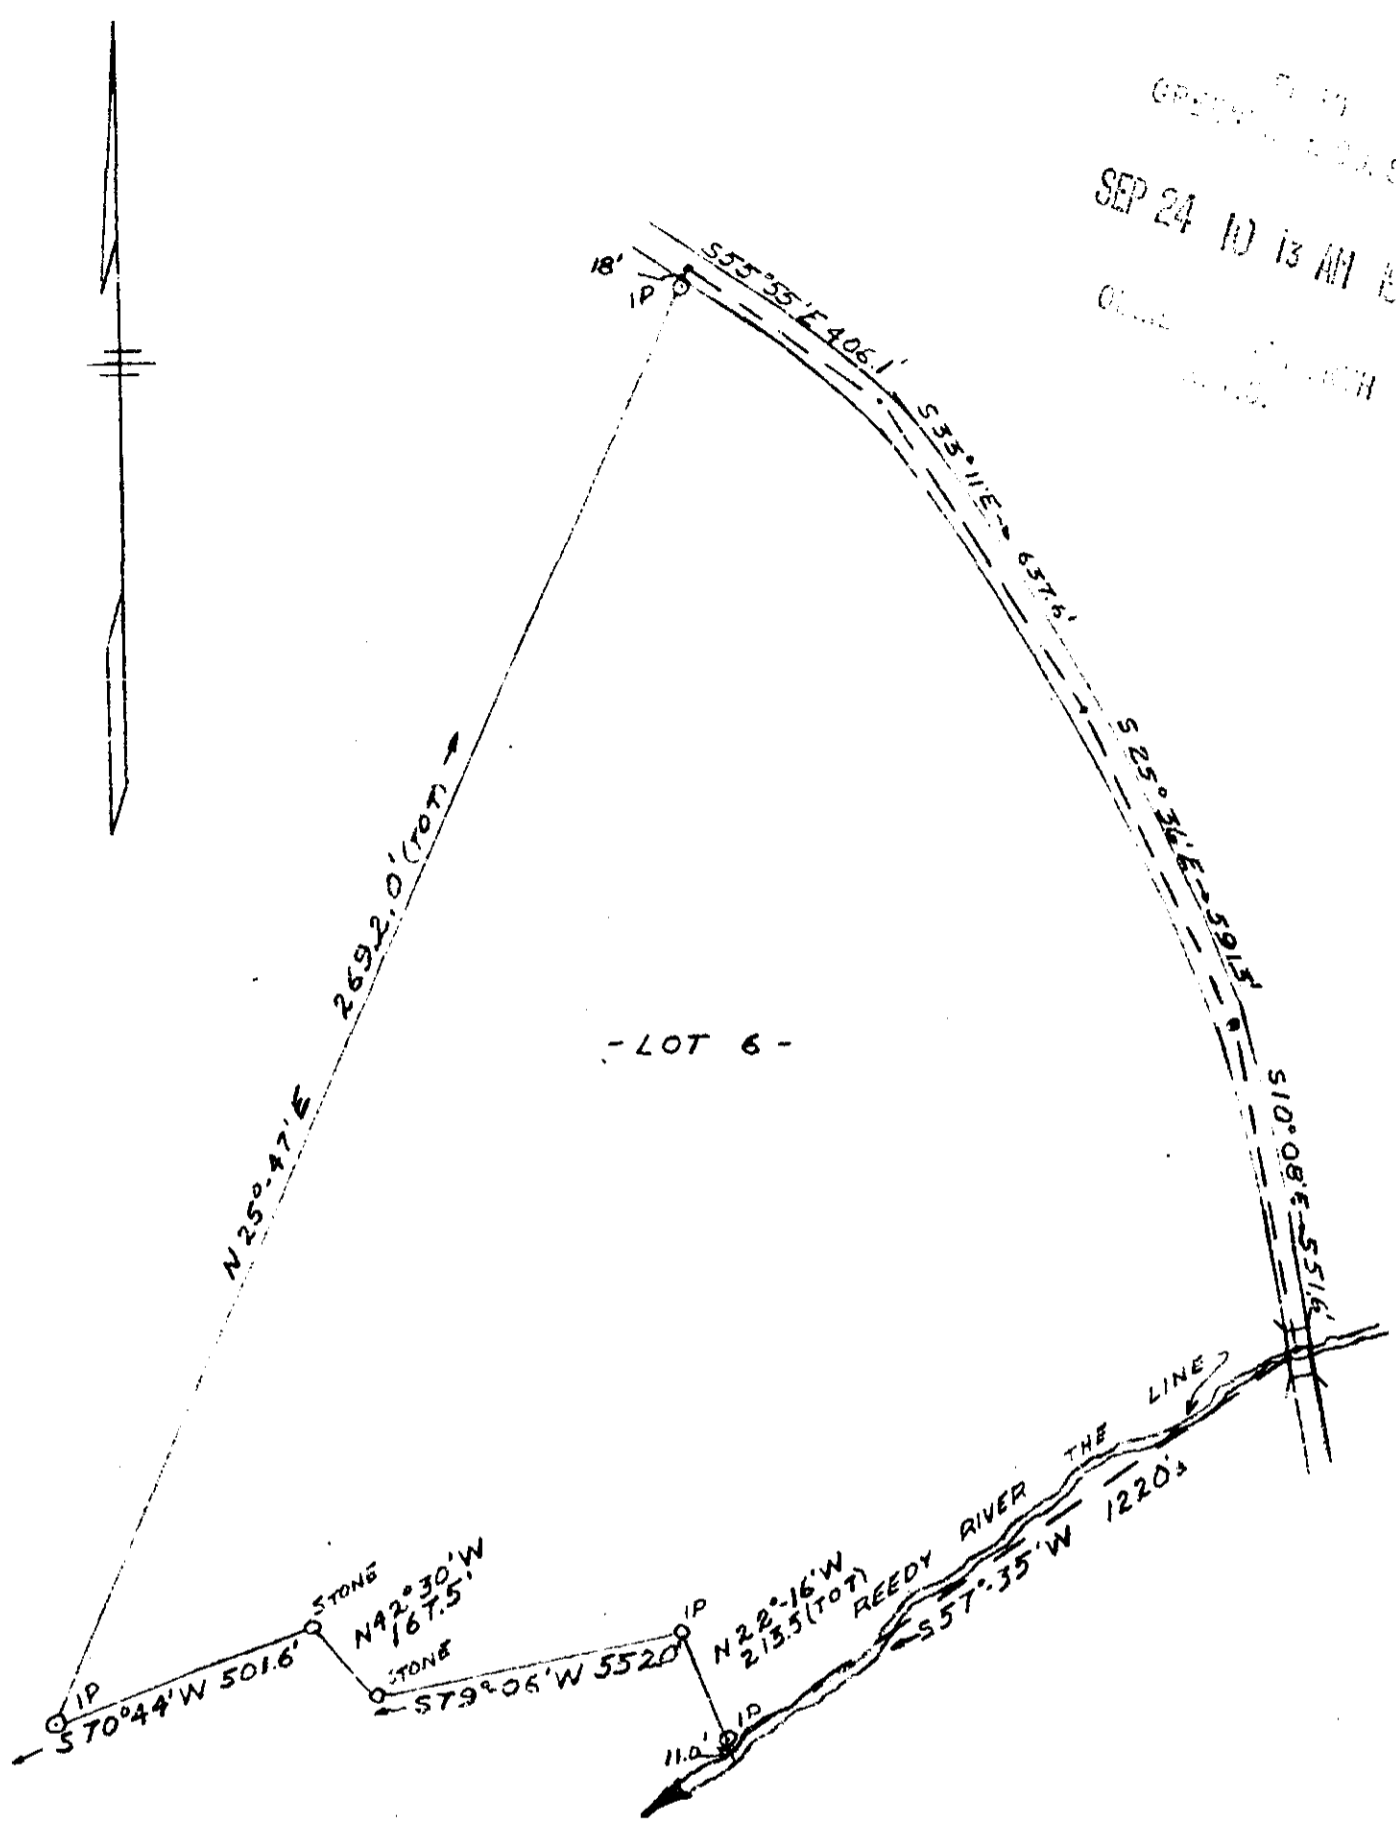 SEP 24 10 13 AM
18'
IP
S55°55'E 406.1'
S33°11'E→ 637.6'
S25°36'E→591.5'
S10°08'E→551.6'
269.2.0'(TOT)
N 25°-47' E
- LOT 6 -
LINE
THE
RIVER
REEDY
1220'±
S57°-35'W
STONE
N42°30'W
167.5'
STONE
IP
N22°-16'W
213.5(TOT)
IP
S70°44'W 501.6'
S79°06'W 552.0'
IP
11.0'